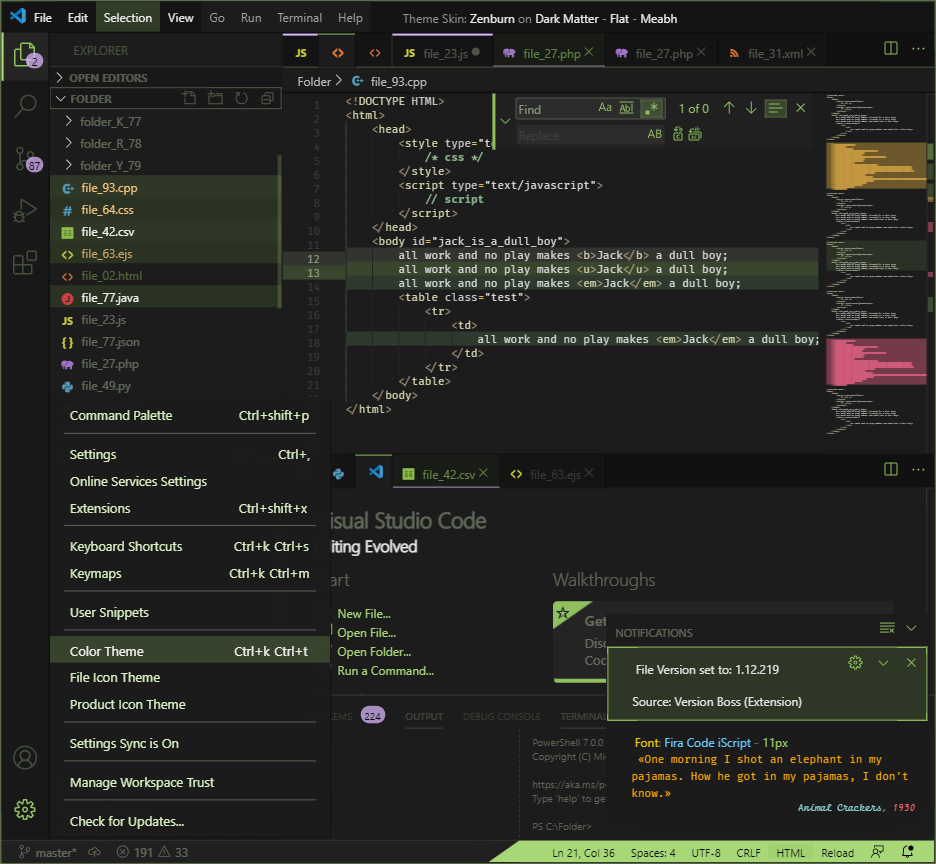 File Edit Selection View Go Run Terminal Help Theme Skin: Zenburn on Dark Matter - Flat - Meabh
2
EXPLORER
JS
JS file_23.js
file_27.php
file_27.php
file_31.xml
OPEN EDITORS
FOLDER
Folder > file_93.cpp
folder_K_77
folder_R_78
folder_Y_79
file_93.cpp
# file_64.css
file_42.csv
file_63.ejs
file_02.html
file_77.java
JS file_23.js
{} file_77.json
file_27.php
file_49.py
87
Find Aa Abl .* 1 of 0
Replace AB
1 <!DOCTYPE HTML>
2 <html>
3 <head>
4 <style type="t
5 /* css */
6 </style>
7 <script type="text/javascript">
8 // script
9 </script>
10 </head>
11 <body id="jack_is_a_dull_boy">
12 all work and no play makes <b>Jack</b> a dull boy;
13 all work and no play makes <u>Jack</u> a dull boy;
14 all work and no play makes <em>Jack</em> a dull boy;
15 <table class="test">
16 <tr>
17 <td>
18 all work and no play makes <em>Jack</em> a dull boy;
19 </td>
20 </tr>
21 </table>
</body>
</html>
Command Palette Ctrl+shift+p
Settings Ctrl+,
Online Services Settings
Extensions Ctrl+shift+x
Keyboard Shortcuts Ctrl+k Ctrl+s
Keymaps Ctrl+k Ctrl+m
User Snippets
Color Theme Ctrl+k Ctrl+t
File Icon Theme
Product Icon Theme
Settings Sync is On
Manage Workspace Trust
Check for Updates...
file_42.csv
file_63.ejs
isual Studio Code
iting Evolved
art
New File...
Open File...
Open Folder...
Run a Command...
Walkthroughs
Get
Disc
Coc
LEMS 224 OUTPUT DEBUG CONSOLE TERMINAL
PowerShell 7.0.0
Copyright (C) Mi
https://aka.ms/p
Type 'help' to ge
PS C:\Folder>
NOTIFICATIONS
File Version set to: 1.12.219
Source: Version Boss (Extension)
Font: Fira Code iScript - 11px
«One morning I shot an elephant in my
pajamas. How he got in my pajamas, I don't
know.»
Animal Crackers, 1930
master* 191 33 Ln 21, Col 36 Spaces: 4 UTF-8 CRLF HTML Reload